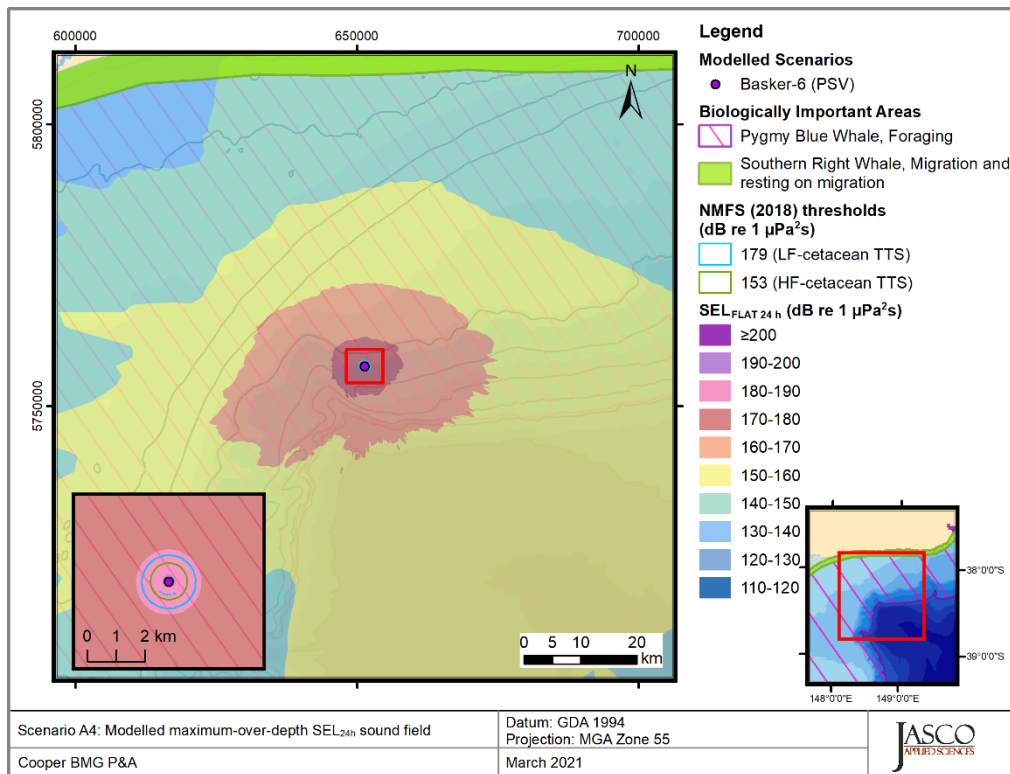 600000
650000
700000
5800000
5750000
N
0 1 2 km
0 5 10 20
km
Legend
Modelled Scenarios
Basker-6 (PSV)
Biologically Important Areas
Pygmy Blue Whale, Foraging
Southern Right Whale, Migration and
resting on migration
NMFS (2018) thresholds
(dB re 1 µPa²s)
179 (LF-cetacean TTS)
153 (HF-cetacean TTS)
SEL FLAT 24 h (dB re 1 µPa²s)
≥200
190-200
180-190
170-180
160-170
150-160
140-150
130-140
120-130
110-120
38°0'0"S
39°0'0"S
148°0'0"E
149°0'0"E
Scenario A4: Modelled maximum-over-depth SEL24h sound field
Datum: GDA 1994
Projection: MGA Zone 55
Cooper BMG P&A
March 2021
JASCO
APPLIED SCIENCES